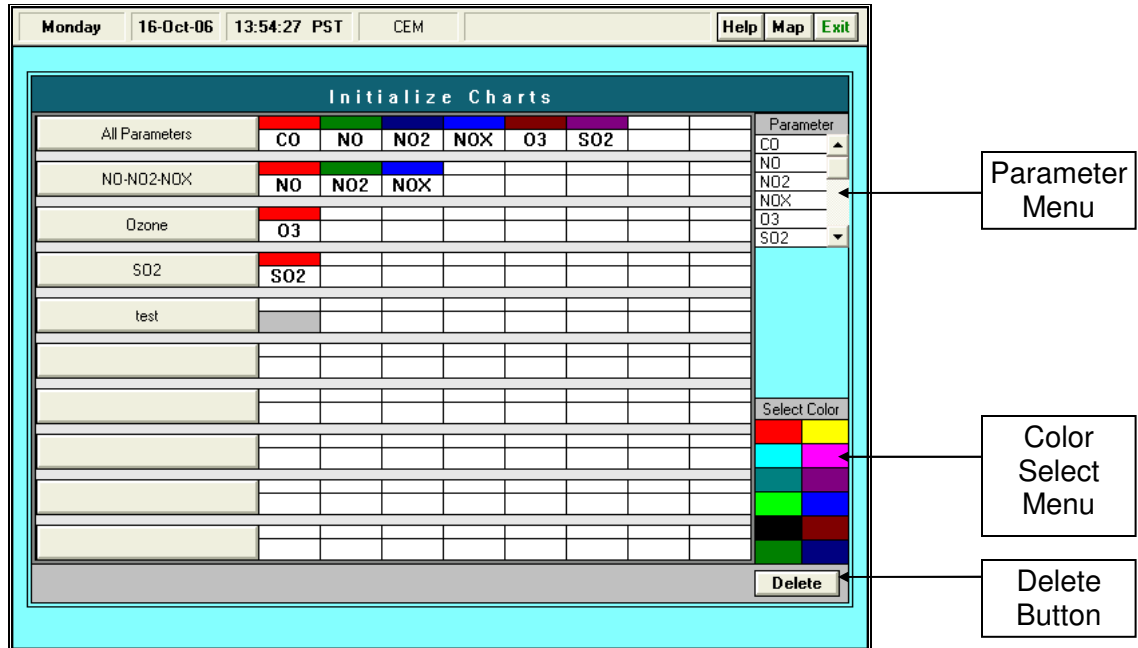 Monday 16-Oct-06 13:54:27 PST CEM Help Map Exit
Initialize Charts
All Parameters CO NO NO2 NOX O3 SO2
NO-NO2-NOX NO NO2 NOX
Ozone O3
SO2 SO2
test
Parameter
CO
NO
NO2
NOX
O3
SO2
Select Color
Delete
Parameter
Menu
Color
Select
Menu
Delete
Button